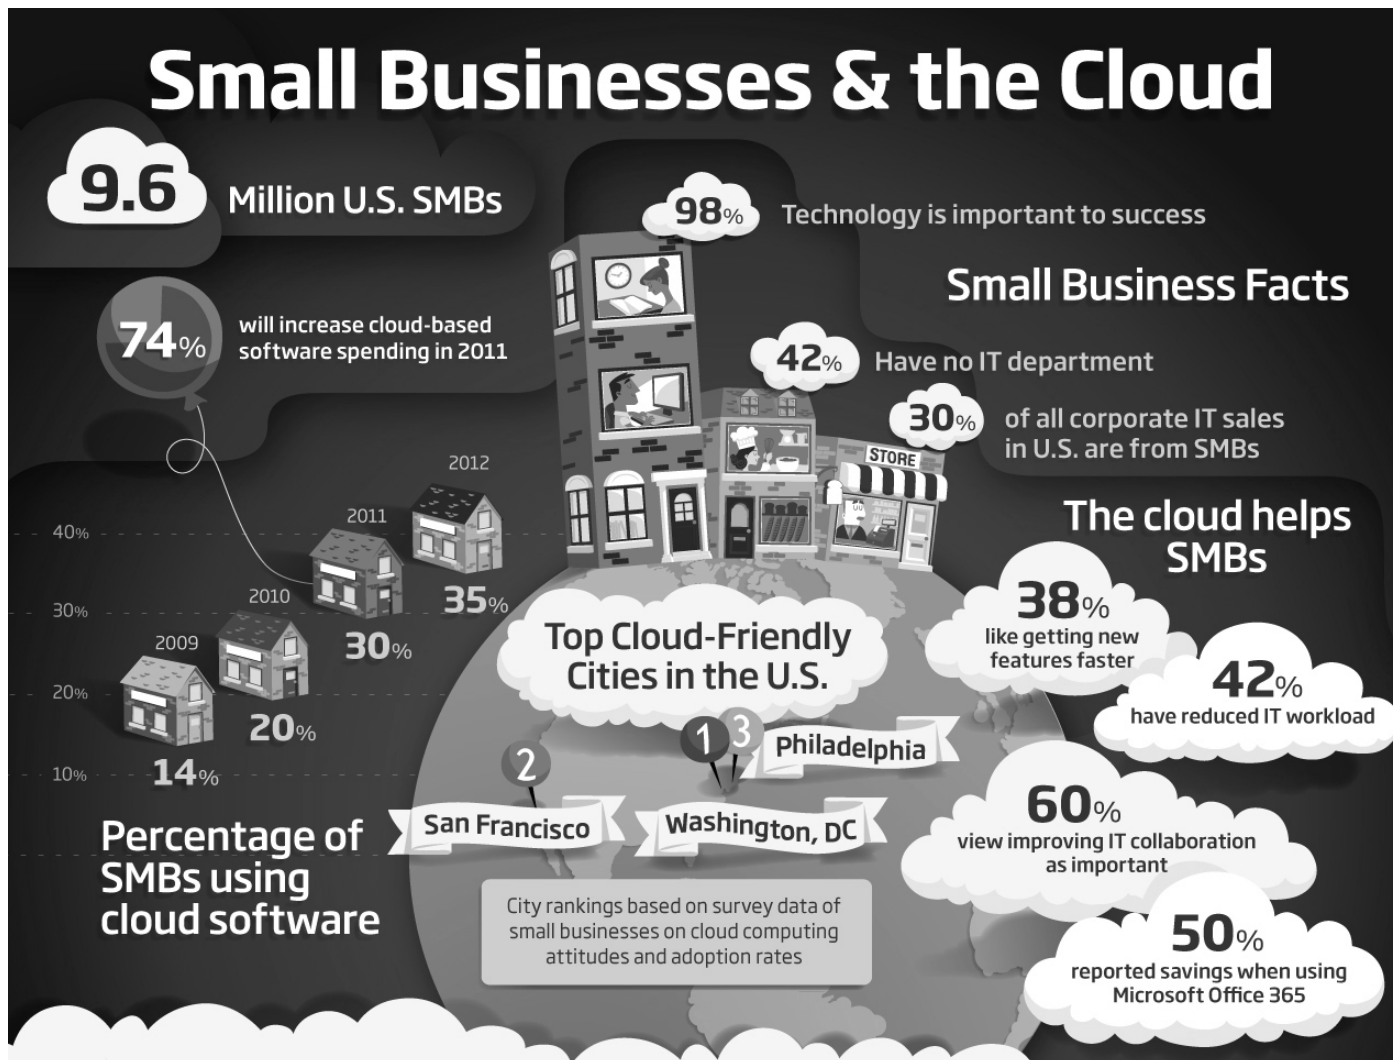 Small Businesses & the Cloud
9.6
Million U.S. SMBs
74%
will increase cloud-based
software spending in 2011
98%
Technology is important to success
Small Business Facts
42%
Have no IT department
30%
of all corporate IT sales
in U.S. are from SMBs
STORE
2012
2011
2010
2009
40%
30%
20%
10%
35%
30%
20%
14%
Percentage of
SMBs using
cloud software
Top Cloud-Friendly
Cities in the U.S.
1
3
Philadelphia
2
San Francisco
Washington, DC
City rankings based on survey data of
small businesses on cloud computing
attitudes and adoption rates
The cloud helps
SMBs
38%
like getting new
features faster
42%
have reduced IT workload
60%
view improving IT collaboration
as important
50%
reported savings when using
Microsoft Office 365